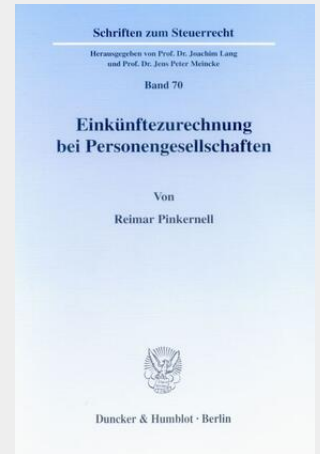 Schriften zum Steuerrecht
Herausgegeben von Prof. Dr. Joachim Lang
und Prof. Dr. Jens Peter Meincke
Band 70
Einkünftezurechnung
bei Personengesellschaften
Von
Reimar Pinkernell
Duncker & Humblot · Berlin